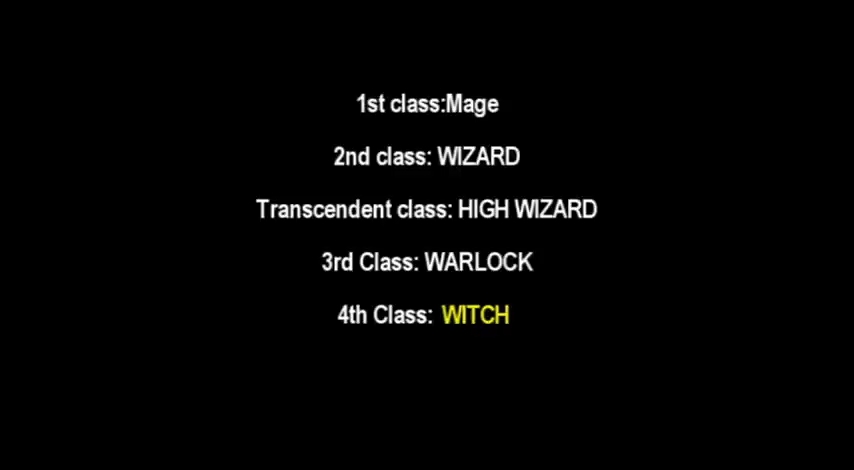 1st class:Mage
2nd class: WIZARD
Transcendent class: HIGH WIZARD
3rd Class: WARLOCK
4th Class: WITCH